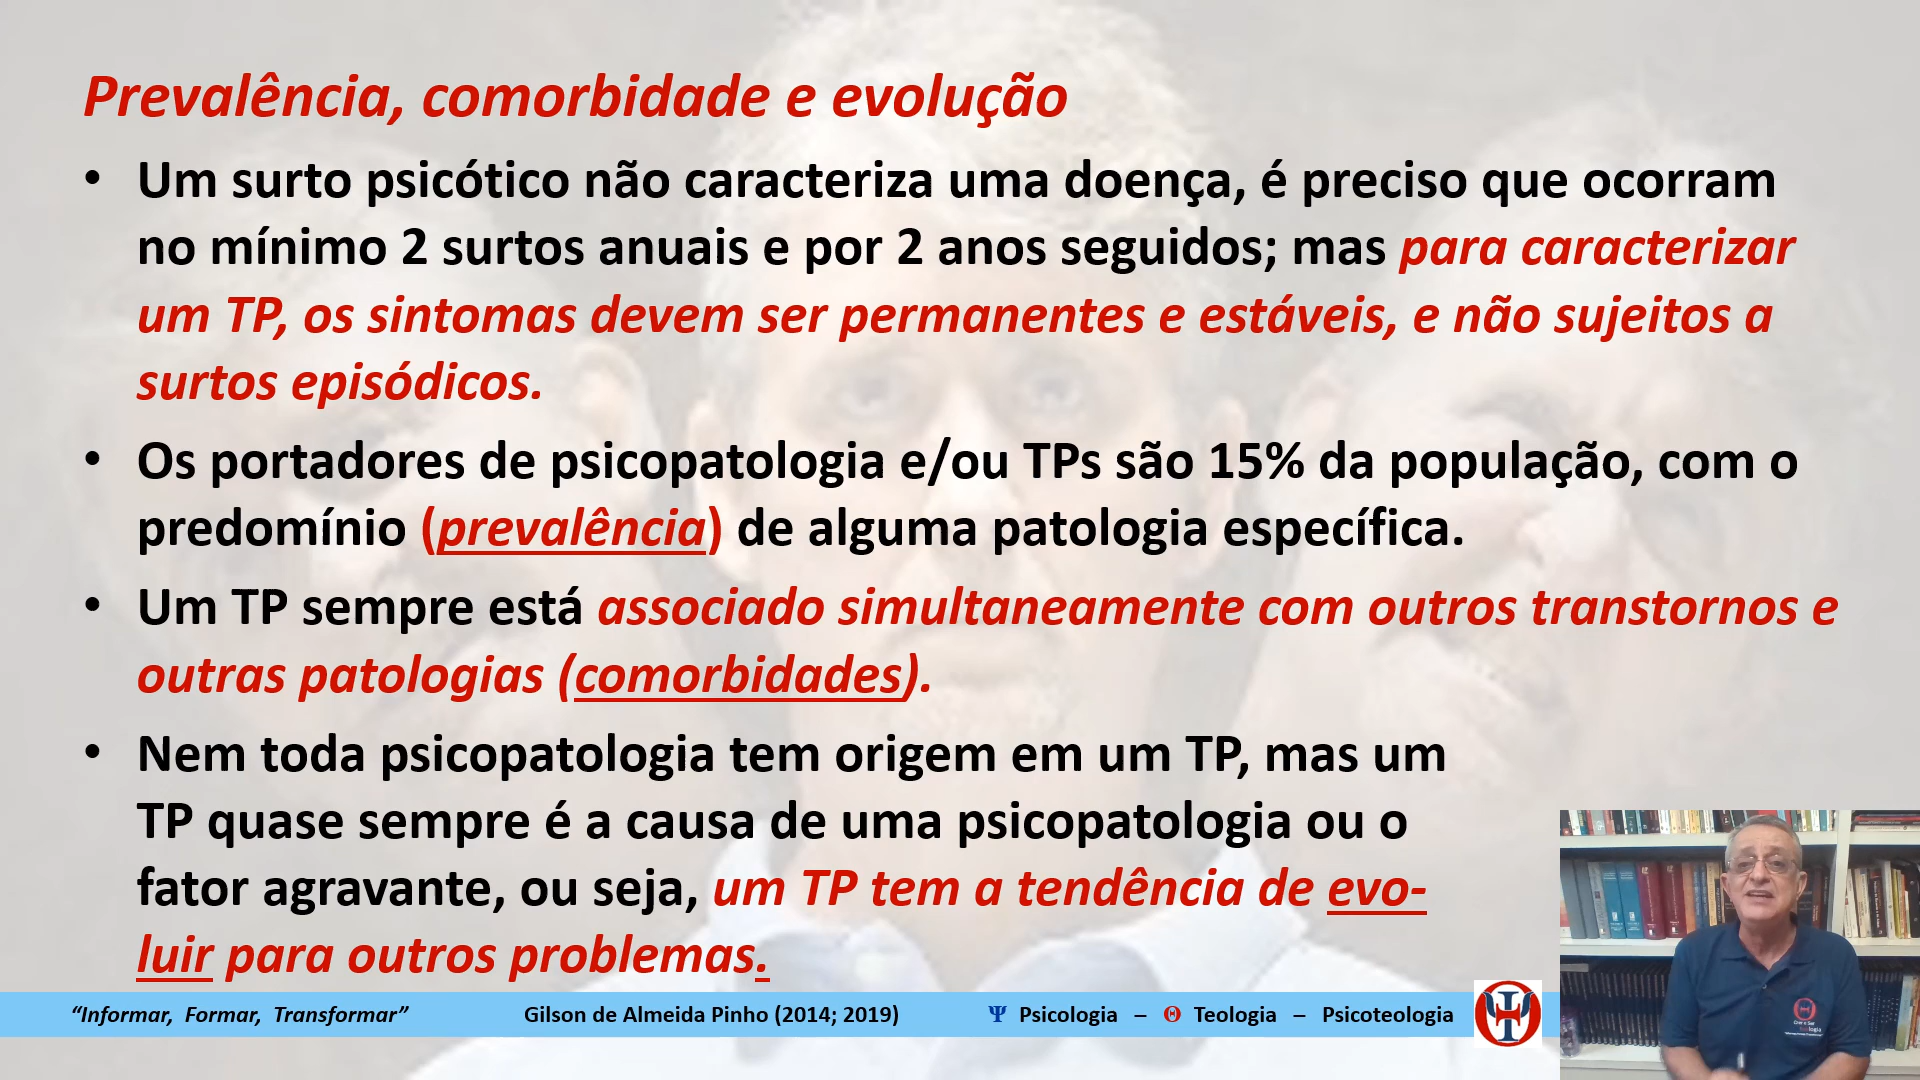 Prevalência, comorbidade e evolução
• Um surto psicótico não caracteriza uma doença, é preciso que ocorram
no mínimo 2 surtos anuais e por 2 anos seguidos; mas para caracterizar
um TP, os sintomas devem ser permanentes e estáveis, e não sujeitos a
surtos episódicos.
• Os portadores de psicopatologia e/ou TPs são 15% da população, com o
predomínio (prevalência) de alguma patologia específica.
• Um TP sempre está associado simultaneamente com outros transtornos e
outras patologias (comorbidades).
• Nem toda psicopatologia tem origem em um TP, mas um
TP quase sempre é a causa de uma psicopatologia ou o
fator agravante, ou seja, um TP tem a tendência de evo-
luir para outros problemas.
“Informar, Formar, Transformar” Gilson de Almeida Pinho (2014; 2019) Ψ Psicologia – Θ Teologia – Psicoteologia